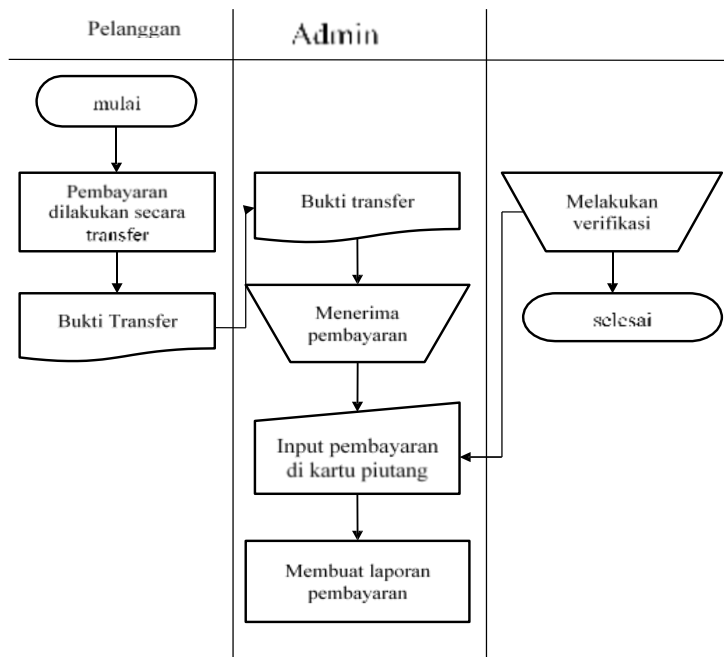 Pelanggan
Admin
mulai
Pembayaran
dilakukan secara
transfer
Bukti Transfer
Bukti transfer
Menerima
pembayaran
Input pembayaran
di kartu piutang
Membuat laporan
pembayaran
Melakukan
verifikasi
selesai